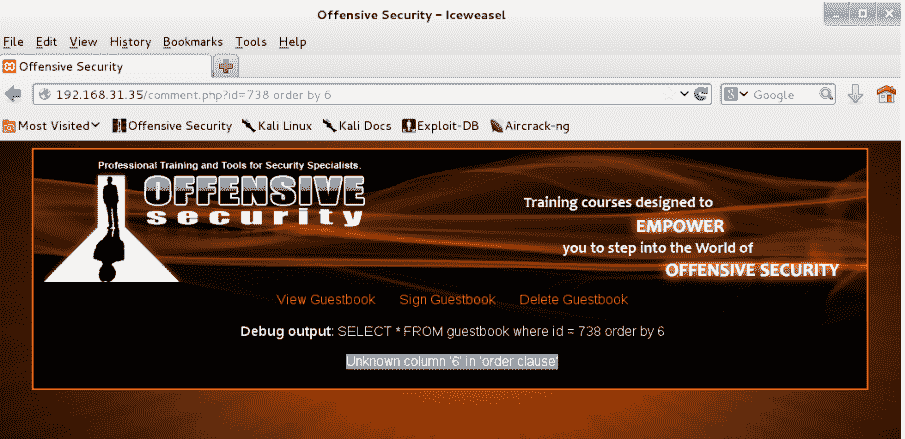 Offensive Security - Iceweasel
File Edit View History Bookmarks Tools Help
Offensive Security
192.168.31.35/comment.php?id=738 order by 6
Google
Most Visited Offensive Security Kali Linux Kali Docs Exploit-DB Aircrack-ng
Professional Training and Tools for Security Specialists.
OFFENSIVE
security
Training courses designed to
EMPOWER
you to step into the World of
OFFENSIVE SECURITY
View Guestbook Sign Guestbook Delete Guestbook
Debug output: SELECT * FROM guestbook where id = 738 order by 6
Unknown column '6' in 'order clause'